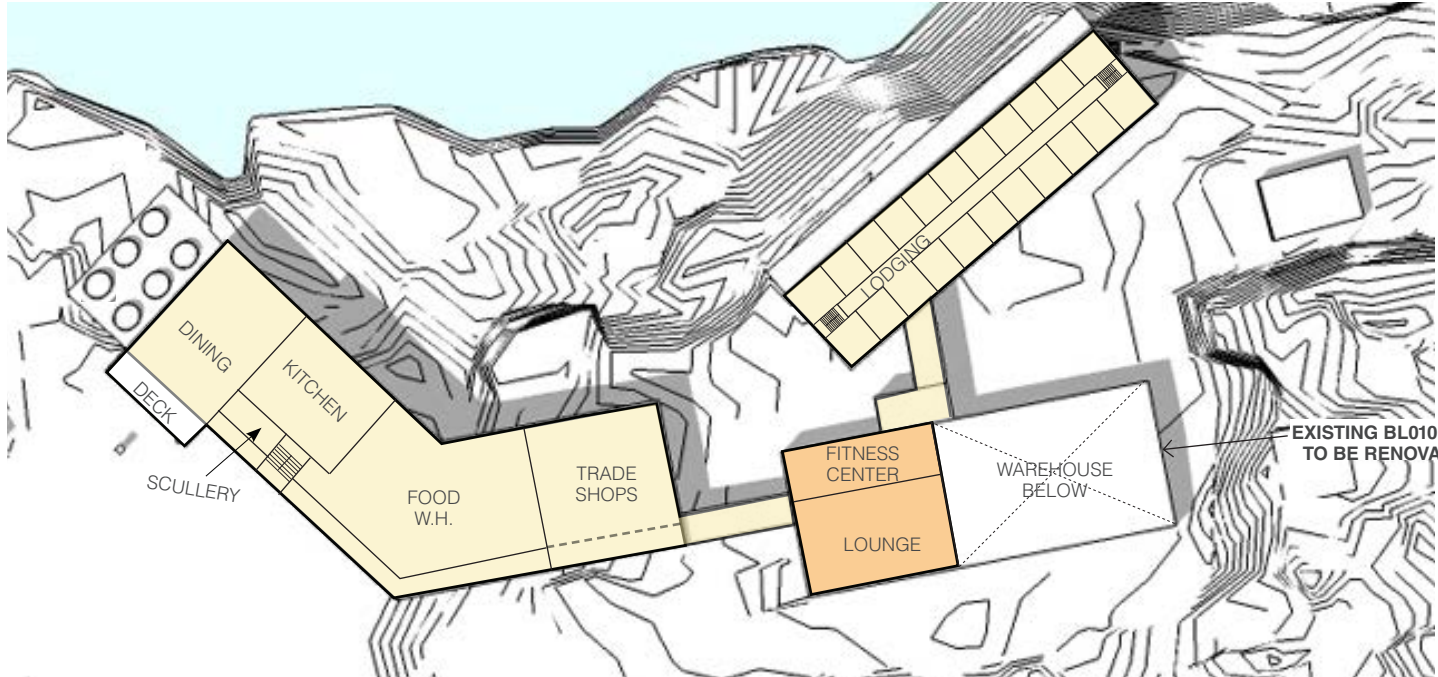 LODGING
DINING
KITCHEN
DECK
SCULLERY
FOOD
W.H.
TRADE
SHOPS
FITNESS
CENTER
LOUNGE
WAREHOUSE
BELOW
EXISTING BL010
TO BE RENOVA